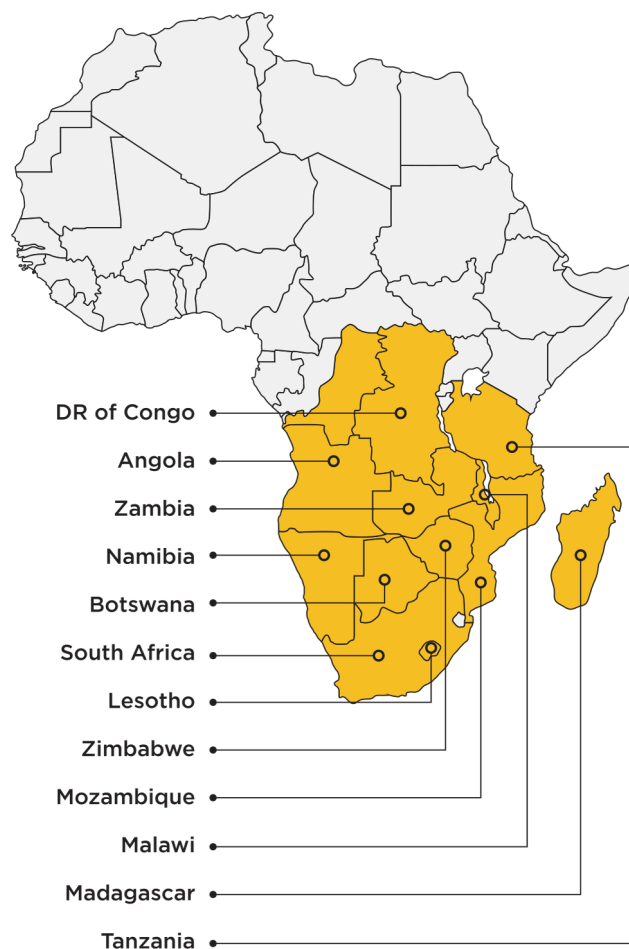 DR of Congo
Angola
Zambia
Namibia
Botswana
South Africa
Lesotho
Zimbabwe
Mozambique
Malawi
Madagascar
Tanzania